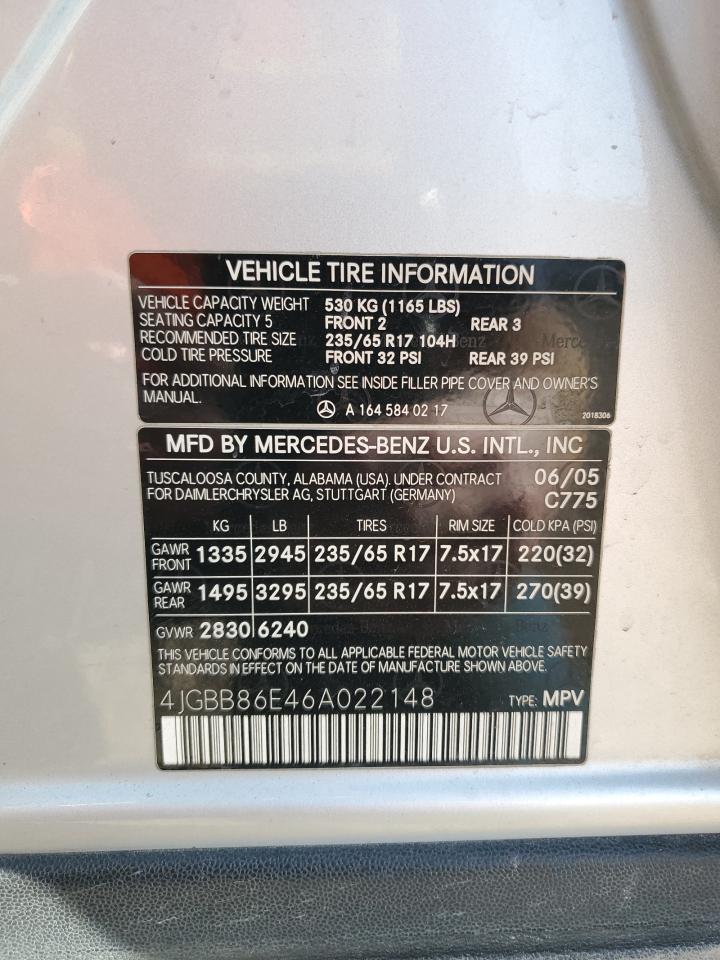 VEHICLE TIRE INFORMATION
VEHICLE CAPACITY WEIGHT 530 KG (1165 LBS)
SEATING CAPACITY 5 FRONT 2 REAR 3
RECOMMENDED TIRE SIZE 235/65 R17 104H
COLD TIRE PRESSURE FRONT 32 PSI REAR 39 PSI
FOR ADDITIONAL INFORMATION SEE INSIDE FILLER PIPE COVER AND OWNER'S
MANUAL.
A 164 584 02 17 2018306
MFD BY MERCEDES-BENZ U.S. INTL., INC
TUSCALOOSA COUNTY, ALABAMA (USA). UNDER CONTRACT 06/05
FOR DAIMLERCHRYSLER AG, STUTTGART (GERMANY) C775
KG LB TIRES RIM SIZE COLD KPA (PSI)
GAWR FRONT 1335 2945 235/65 R17 7.5x17 220(32)
GAWR REAR 1495 3295 235/65 R17 7.5x17 270(39)
GVWR 2830 6240
THIS VEHICLE CONFORMS TO ALL APPLICABLE FEDERAL MOTOR VEHICLE SAFETY
STANDARDS IN EFFECT ON THE DATE OF MANUFACTURE SHOWN ABOVE.
4JGBB86E46A022148 TYPE: MPV